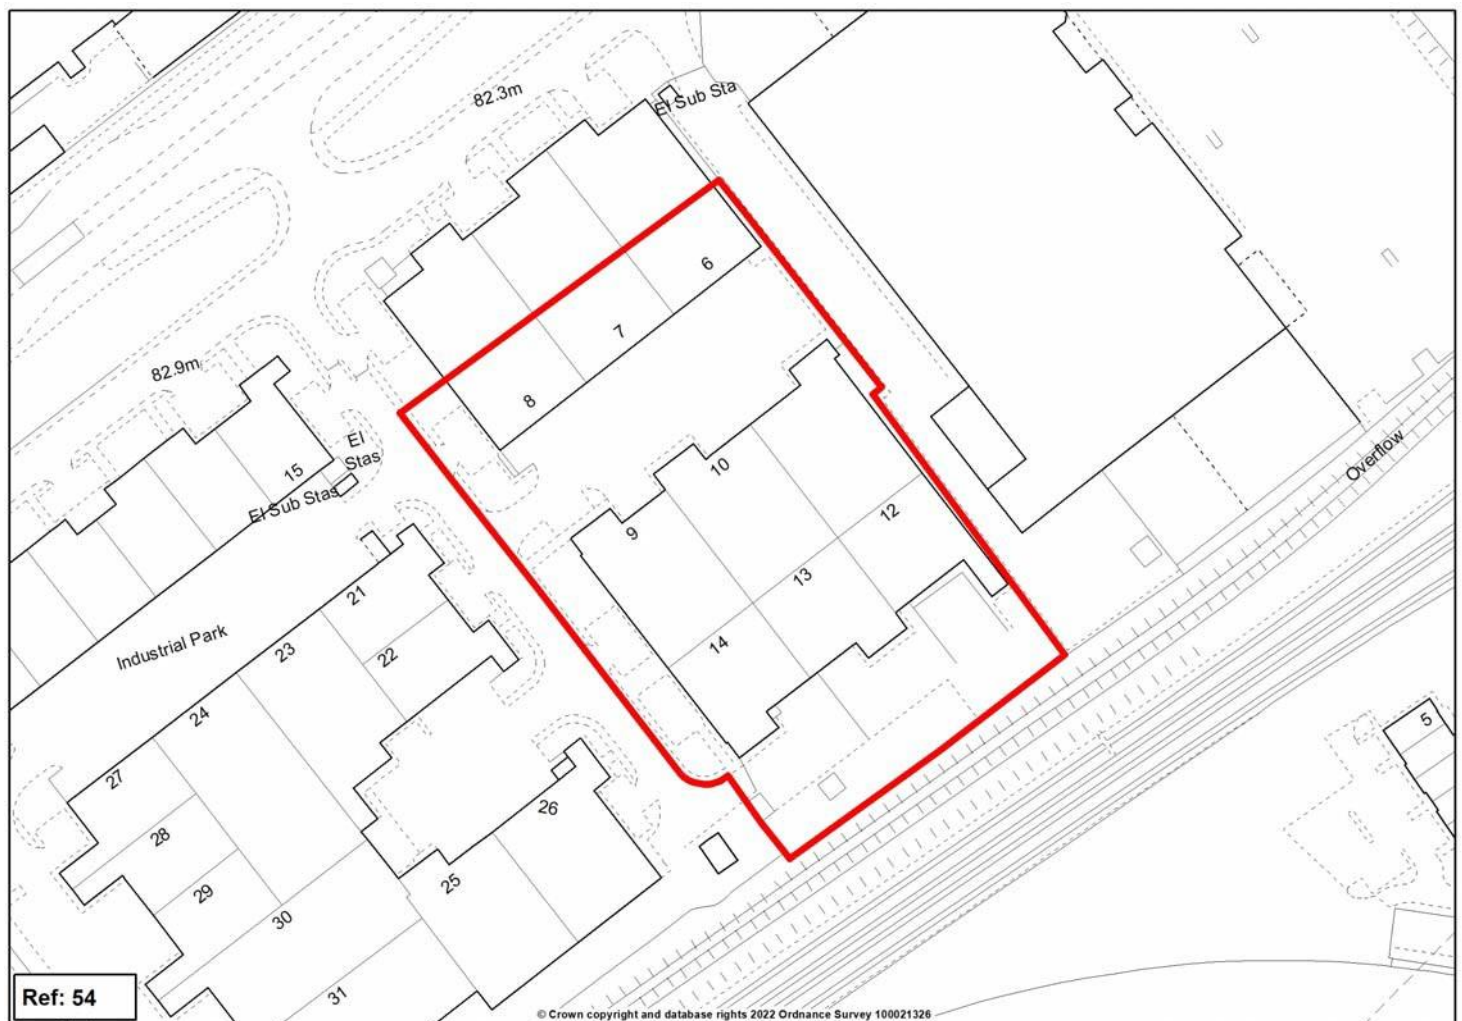 82.3m
El Sub Sta
82.9m
6
7
8
El
Stas
15
El Sub Stas
10
9
12
13
14
Overflow
Industrial Park
21
22
23
24
27
28
29
30
31
25
26
5
Ref: 54
© Crown copyright and database rights 2022 Ordnance Survey 100021326